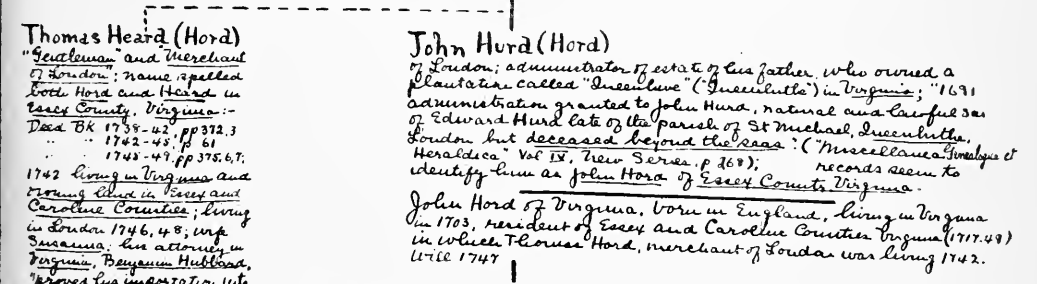 Thomas Heard (Hord)
"Gentleman" and "Merchant
of London"; name spelled
both Hord and Heard in
Essex County, Virginia:-
Deed BK 1738-42, pp 372,3
" " 1742-45, p 61
" " 1745-49, pp 375,6,7;
1742 living in Virginia and
owning land in Essex and
Caroline Counties; living
in London 1746,48; wife
Susanna; his attorney in
Virginia, Benjamin Hubbard,
"proves his importation into
John Hurd (Hord)
of London; administrator of estate of his father, who owned a
plantation called "Queenhive" ("Queenhithe") in Virginia; "1691
administration granted to John Hurd, natural and lawful son
of Edward Hurd late of the parish of St Michael, Queenhithe,
London but deceased beyond the seas": ("Miscellanea Genealogica et
Heraldica" Vol IV, New Series, p 268); records seem to
identify him as John Hord of Essex County Virginia.
John Hord of Virginia, born in England, living in Virginia
in 1703, resident of Essex and Caroline Counties Virginia (1717-49)
in which Thomas Hord, merchant of London was living 1742.
Will 1747